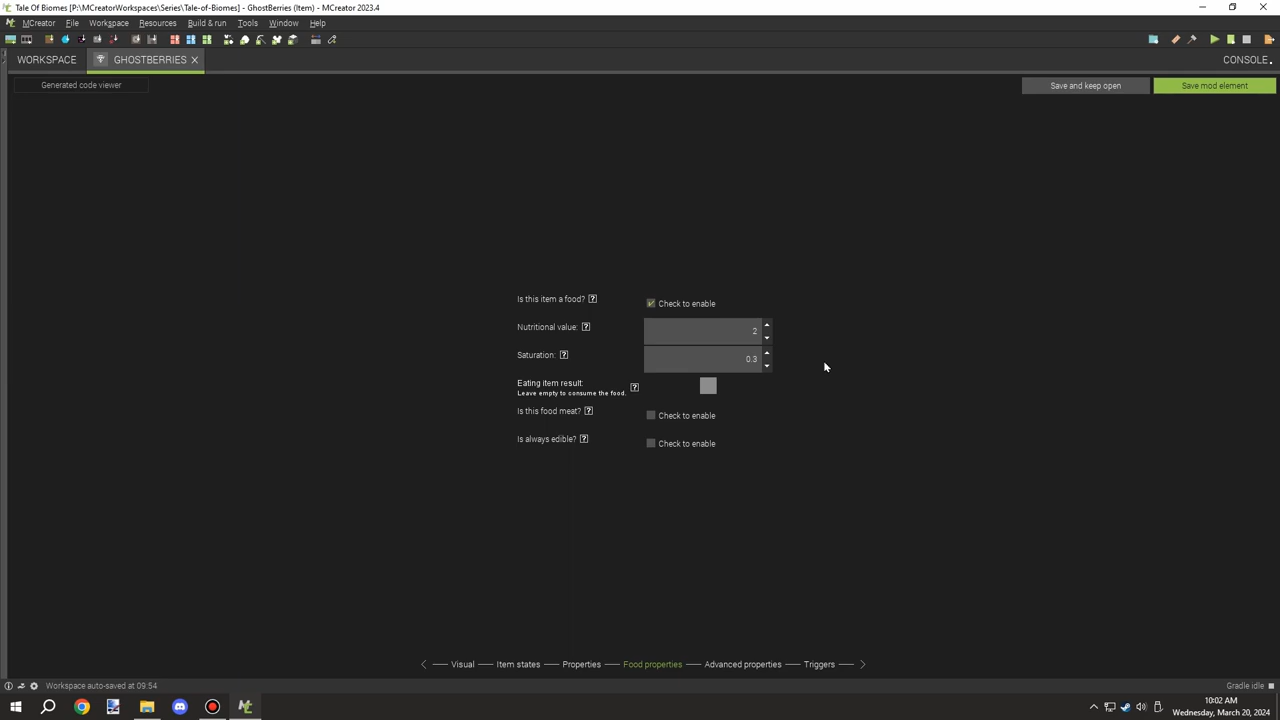 Tale Of Biomes [P:\MCreatorWorkspaces\Series\Tale-of-Biomes] - GhostBerries (Item) - MCreator 2023.4
MCreator File Workspace Resources Build & run Tools Window Help
WORKSPACE GHOSTBERRIES CONSOLE
Generated code viewer Save and keep open Save mod element
Is this item a food? ? Check to enable
Nutritional value: ? 2
Saturation: ? 0.3
Eating item result:
Leave empty to consume the food. ?
Is this food meat? ? Check to enable
Is always edible? ? Check to enable
Visual Item states Properties Food properties Advanced properties Triggers
Workspace auto-saved at 09:54 Gradle idle
10:02 AM
Wednesday, March 20, 2024